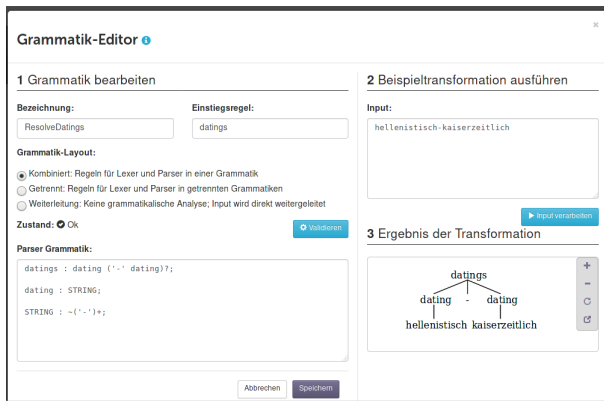 ×
Grammatik-Editor
1 Grammatik bearbeiten
Bezeichnung:
Einstiegsregel:
ResolveDatings
datings
Grammatik-Layout:
Kombiniert: Regeln für Lexer und Parser in einer Grammatik
Getrennt: Regeln für Lexer und Parser in getrennten Grammatiken
Weiterleitung: Keine grammatikalische Analyse; Input wird direkt weitergeleitet
Zustand: Ok
Validieren
Parser Grammatik:
datings : dating ('-' dating)?;
dating : STRING;
STRING : ~('-')+;
Abbrechen
Speichern
2 Beispieltransformation ausführen
Input:
hellenistisch-kaiserzeitlich
Input verarbeiten
3 Ergebnis der Transformation
datings
dating - dating
hellenistisch kaiserzeitlich